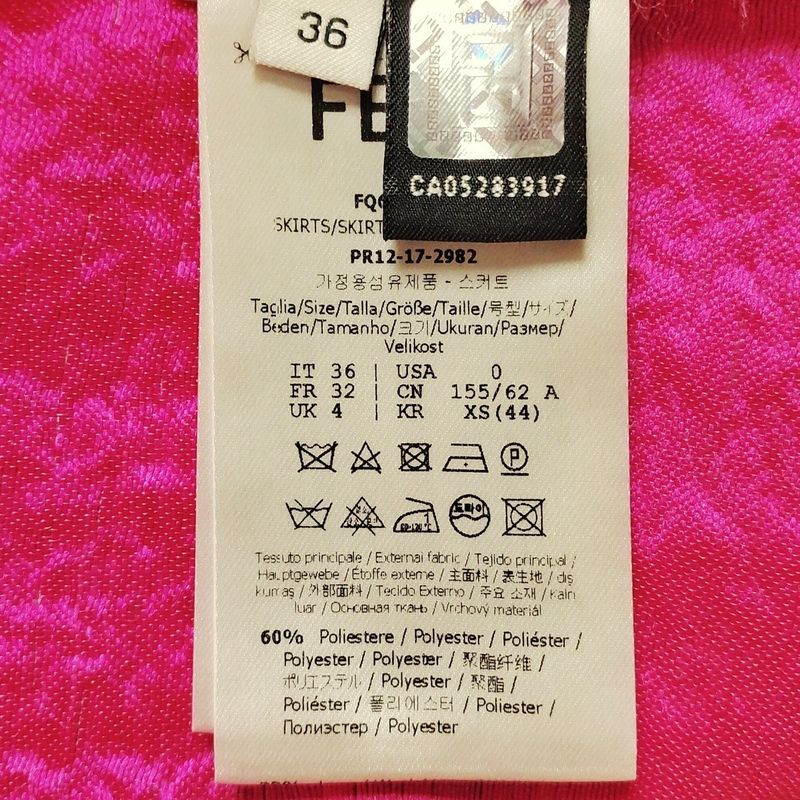 36
FE
CA05283917
FQ6
SKIRTS/SKIRT
PR12-17-2982
가정용섬유제품 - 스커트
Taglia/Size/Talla/Größe/Taille/号型/サイズ/
Beden/Tamanho/크기/Ukuran/Размер/
Velikost
IT 36 | USA 0
FR 32 | CN 155/62 A
UK 4 | KR XS(44)
드라이
Tessuto principale / External fabric / Tejido principal /
Hauptgewebe / Étoffe externe / 主面料 / 表生地 / dış
kumaş / 外部面料 / Tecido Externo / 주요 소재 / kain
luar / Основная ткань / Vrchový materiál
60% Poliestere / Polyester / Poliéster /
Polyester / Polyester / 聚酯纤维 /
ポリエステル / Polyester / 聚酯 /
Poliéster / 폴리에스터 / Poliester /
Полиэстер / Polyester